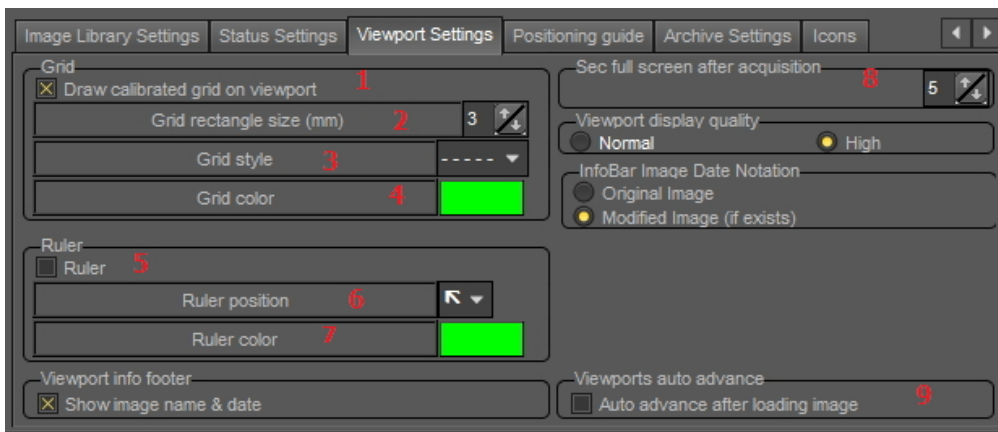 Image Library Settings Status Settings Viewport Settings Positioning guide Archive Settings Icons
Grid
Draw calibrated grid on viewport 1
Grid rectangle size (mm) 2 3
Grid style 3 -----
Grid color 4
Ruler
Ruler 5
Ruler position 6
Ruler color 7
Viewport info footer
Show image name & date
Sec full screen after acquisition 8
5
Viewport display quality
Normal High
InfoBar Image Date Notation
Original Image
Modified Image (if exists)
Viewports auto advance
Auto advance after loading image 9